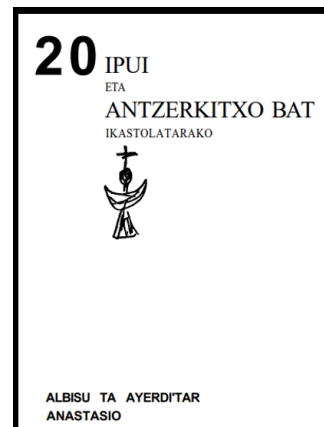 20 IPUI
ETA
ANTZERKITXO BAT
IKASTOLATARAKO
ALBISU TA AYERDI'TAR
ANASTASIO